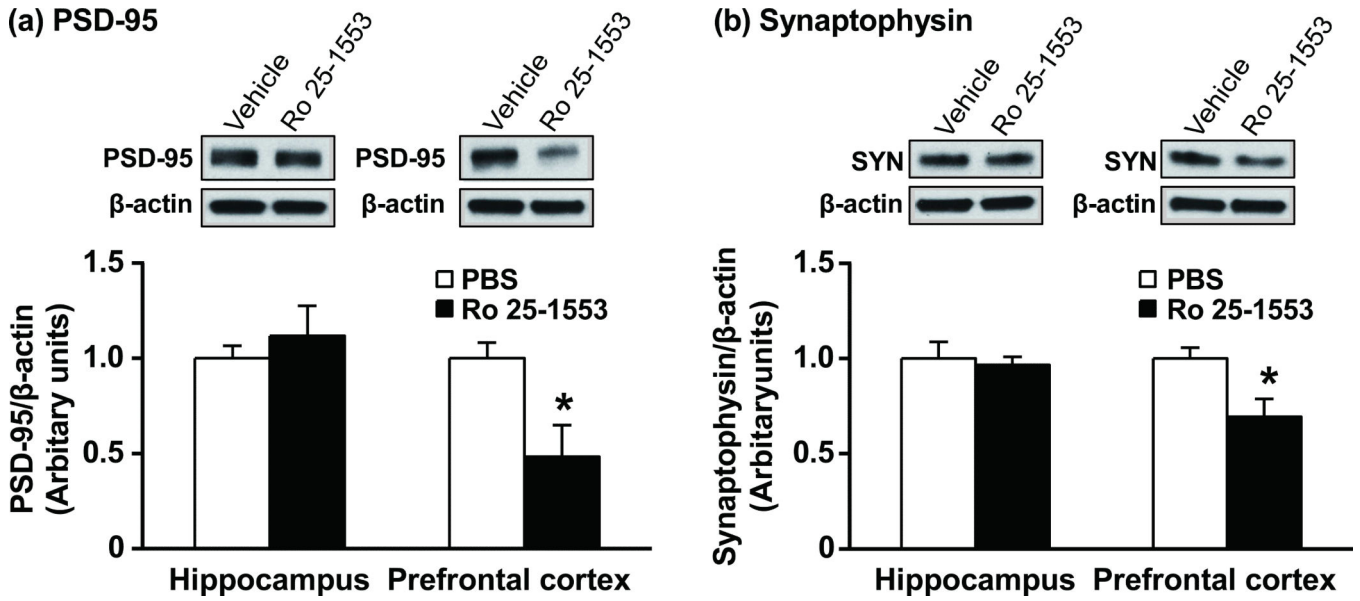 (a) PSD-95
Vehicle
Ro 25-1553
Vehicle
Ro 25-1553
PSD-95
PSD-95
β-actin
β-actin
1.5
1.0
0.5
0
PSD-95/β-actin
(Arbitary units)
PBS
Ro 25-1553
*
Hippocampus
Prefrontal cortex
(b) Synaptophysin
Vehicle
Ro 25-1553
Vehicle
Ro 25-1553
SYN
SYN
β-actin
β-actin
1.5
1.0
0.5
0
Synaptophysin/β-actin
(Arbitaryunits)
PBS
Ro 25-1553
*
Hippocampus
Prefrontal cortex